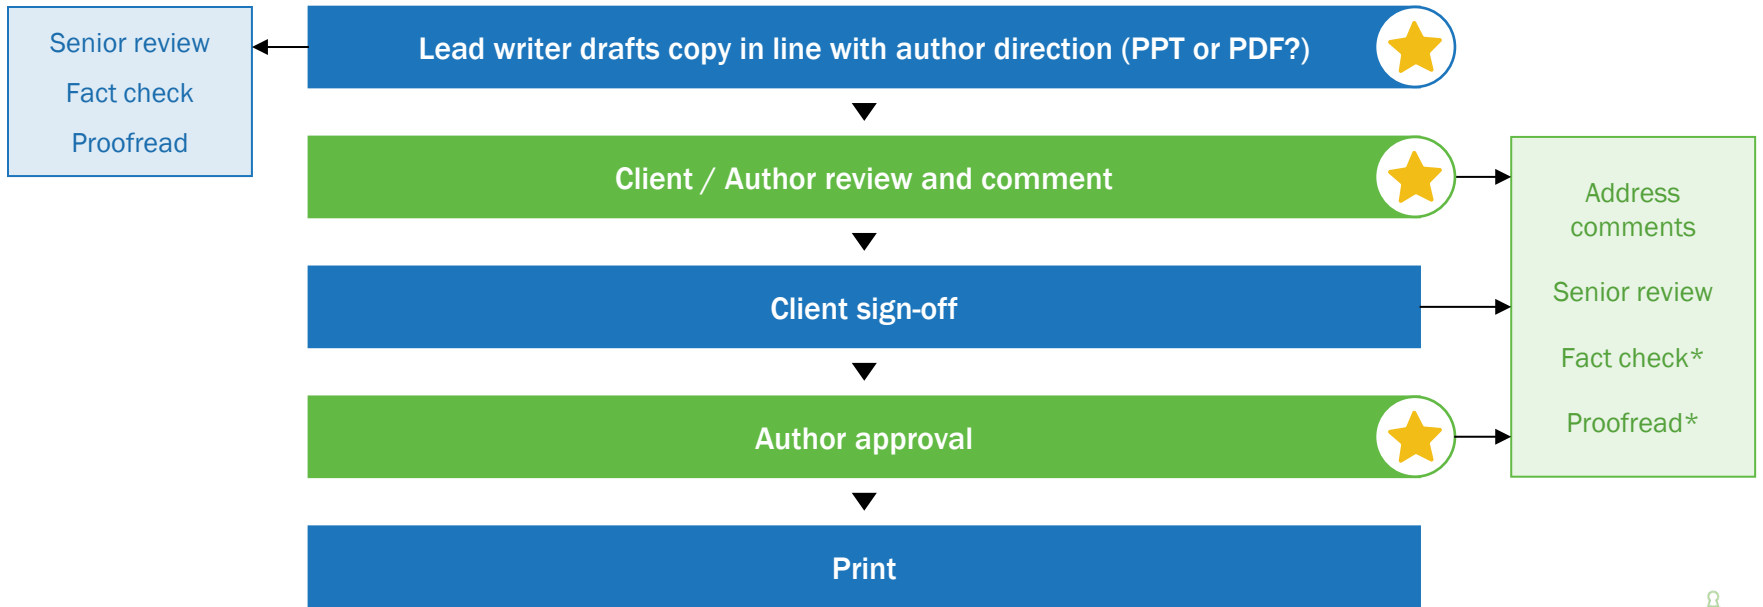 Senior review
Fact check
Proofread
Lead writer drafts copy in line with author direction (PPT or PDF?)
Client / Author review and comment
Client sign-off
Author approval
Print
Address
comments
Senior review
Fact check*
Proofread*